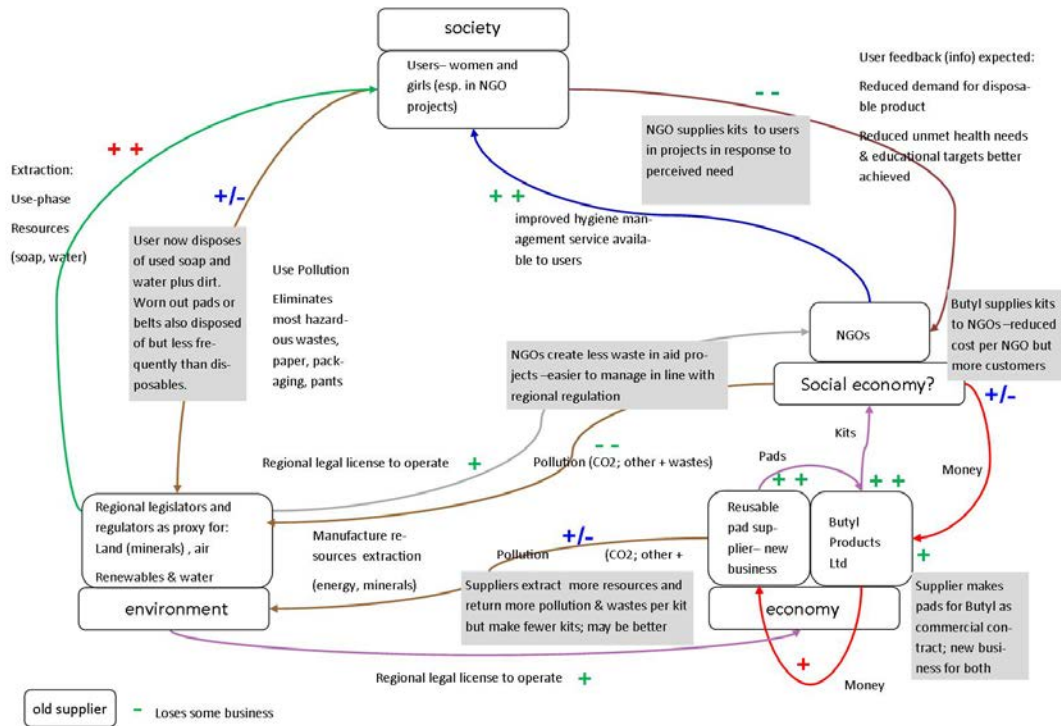 society
Users– women and
girls (esp. in NGO
projects)
User feedback (info) expected:
Reduced demand for disposa-
ble product
Reduced unmet health needs
& educational targets better
achieved
- -
NGO supplies kits to users
in projects in response to
perceived need
+ +
Extraction:
Use-phase
Resources
(soap, water)
+/-
User now disposes
of used soap and
water plus dirt.
Worn out pads or
belts also disposed
of but less fre-
quently than dis-
posables.
Use Pollution
Eliminates
most hazard-
ous wastes,
paper, pack-
aging, pants
+ +
improved hygiene man-
agement service availa-
ble to users
NGOs
Social economy?
Butyl supplies kits
to NGOs –reduced
cost per NGO but
more customers
+/-
NGOs create less waste in aid pro-
jects –easier to manage in line with
regional regulation
Kits
Money
Regional legal license to operate +
- -
Pollution (CO2; other + wastes)
Pads
+ +
+ +
Regional legislators and
regulators as proxy for:
Land (minerals) , air
Renewables & water
environment
Manufacture re-
sources extraction
(energy, minerals)
+/-
Pollution (CO2; other +
Suppliers extract more resources and
return more pollution & wastes per kit
but make fewer kits; may be better
Reusable
pad sup-
plier– new
business
Butyl
Products
Ltd
economy
+
Supplier makes
pads for Butyl as
commercial con-
tract; new busi-
ness for both
+
Money
Regional legal license to operate +
old supplier
- Loses some business